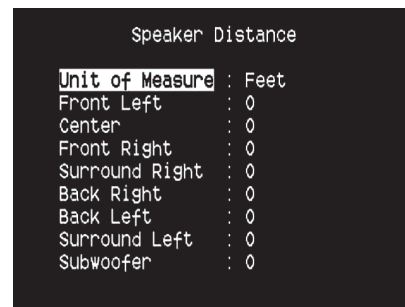 Speaker Distance
Unit of Measure : Feet
Front Left : 0
Center : 0
Front Right : 0
Surround Right : 0
Back Right : 0
Back Left : 0
Surround Left : 0
Subwoofer : 0